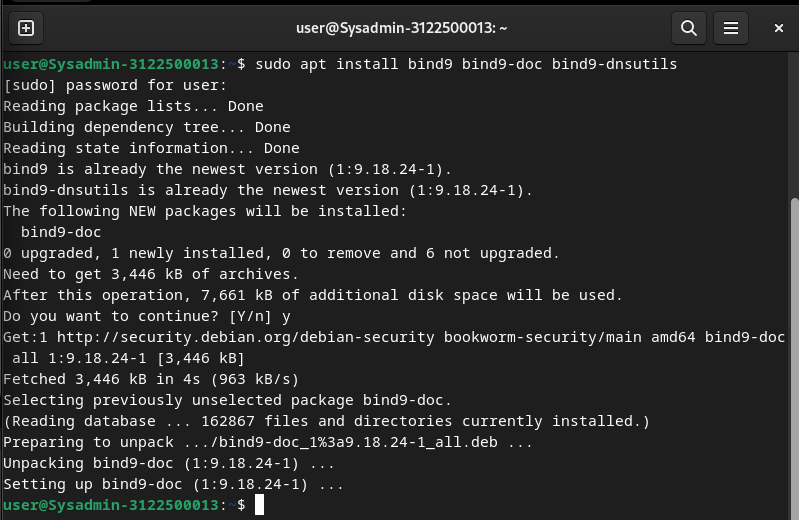 user@Sysadmin-3122500013: ~
user@Sysadmin-3122500013:~$ sudo apt install bind9 bind9-doc bind9-dnsutils
[sudo] password for user:
Reading package lists... Done
Building dependency tree... Done
Reading state information... Done
bind9 is already the newest version (1:9.18.24-1).
bind9-dnsutils is already the newest version (1:9.18.24-1).
The following NEW packages will be installed:
  bind9-doc
0 upgraded, 1 newly installed, 0 to remove and 6 not upgraded.
Need to get 3,446 kB of archives.
After this operation, 7,661 kB of additional disk space will be used.
Do you want to continue? [Y/n] y
Get:1 http://security.debian.org/debian-security bookworm-security/main amd64 bind9-doc
 all 1:9.18.24-1 [3,446 kB]
Fetched 3,446 kB in 4s (963 kB/s)
Selecting previously unselected package bind9-doc.
(Reading database ... 162867 files and directories currently installed.)
Preparing to unpack .../bind9-doc_1%3a9.18.24-1_all.deb ...
Unpacking bind9-doc (1:9.18.24-1) ...
Setting up bind9-doc (1:9.18.24-1) ...
user@Sysadmin-3122500013:~$